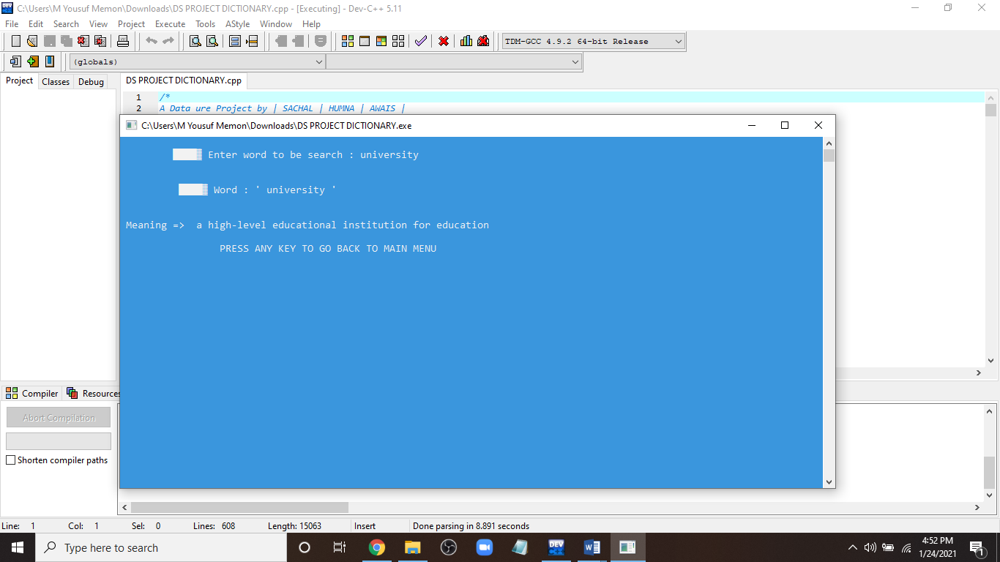 C:\Users\M Yousuf Memon\Downloads\DS PROJECT DICTIONARY.cpp - [Executing] - Dev-C++ 5.11
File Edit Search View Project Execute Tools AStyle Window Help
TDM-GCC 4.9.2 64-bit Release
(globals)
Project Classes Debug
DS PROJECT DICTIONARY.cpp
1 /*
2 A Data ure Project by | SACHAL | HUMNA | AWAIS |
C:\Users\M Yousuf Memon\Downloads\DS PROJECT DICTIONARY.exe
Enter word to be search : university
Word : ' university '
Meaning => a high-level educational institution for education
PRESS ANY KEY TO GO BACK TO MAIN MENU
Compiler Resources
Abort Compilation
Shorten compiler paths
Line: 1 Col: 1 Sel: 0 Lines: 608 Length: 15063 Insert Done parsing in 8.891 seconds
Type here to search
DEV
W
4:52 PM
1/24/2021
1